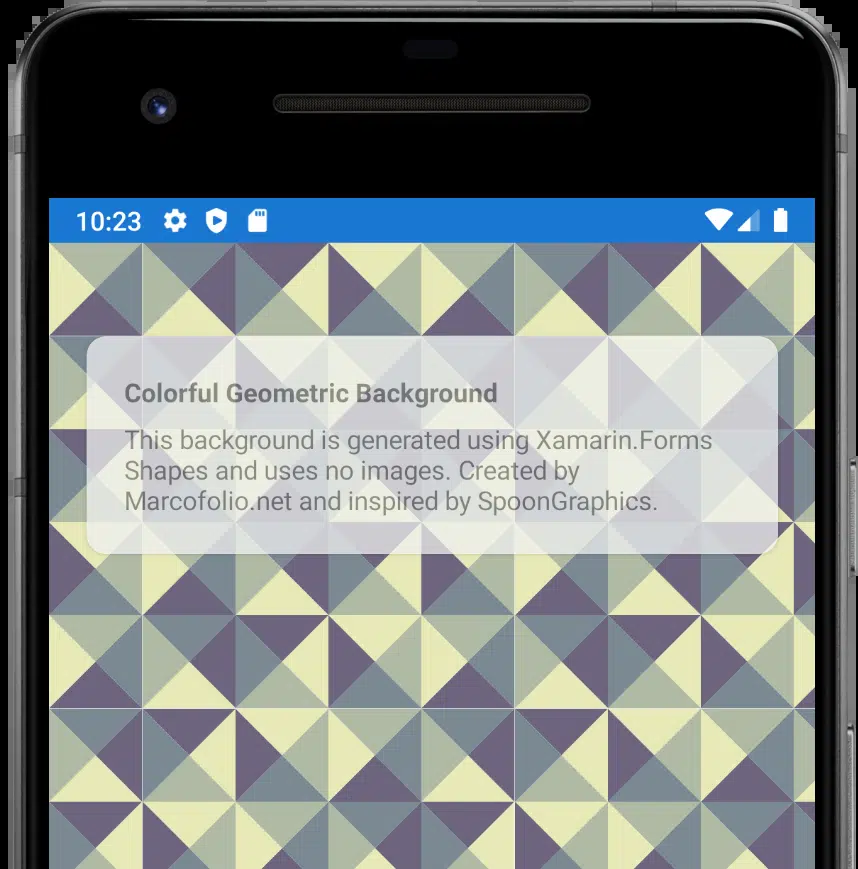 10:23
Colorful Geometric Background
This background is generated using Xamarin.Forms
Shapes and uses no images. Created by
Marcofolio.net and inspired by SpoonGraphics.